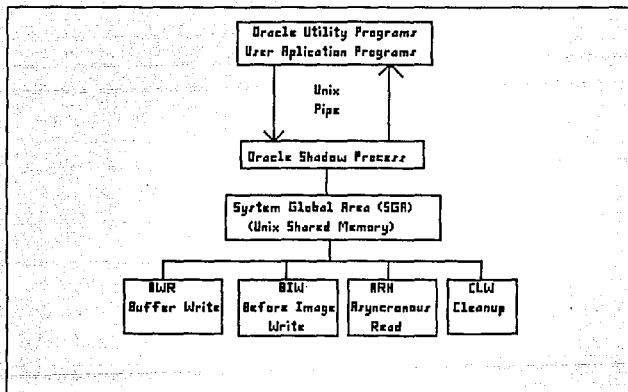 Oracle Utility Programs
User Aplication Programs
Unix
Pipe
Oracle Shadow Process
System Global Area (SGA)
(Unix Shared Memory)
BWR
Buffer Write
BIW
Before Image
Write
ARH
Asyncronous
Read
CLW
Cleanup